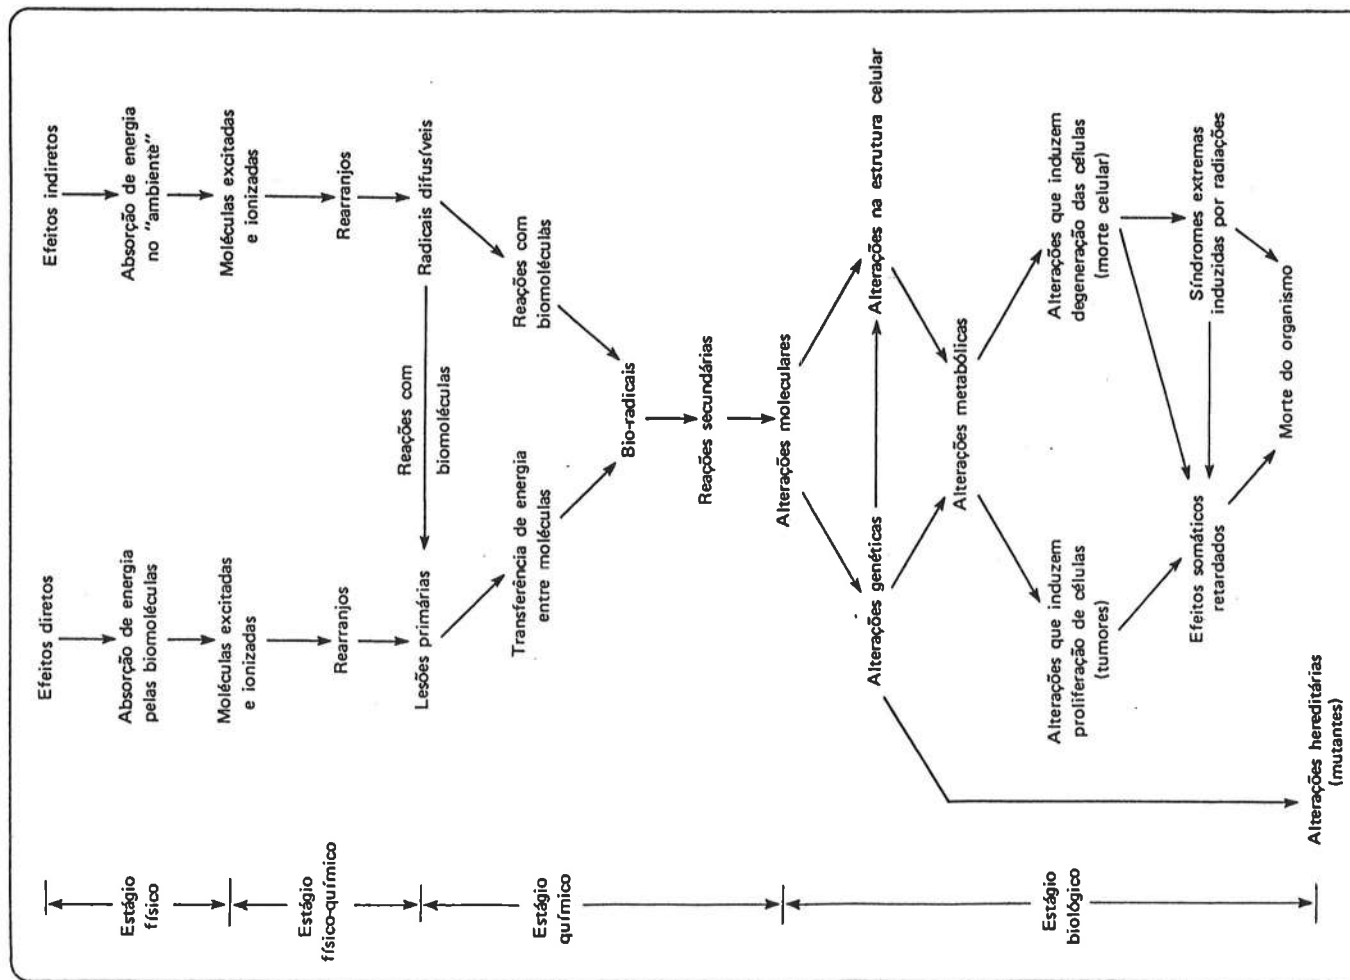 Efeitos diretos
Efeitos indiretos
Absorção de energia
pelas biomoléculas
Absorção de energia
no "ambiente"
Moléculas excitadas
e ionizadas
Moléculas excitadas
e ionizadas
Rearranjos
Rearranjos
Lesões primárias
Reações com
biomoléculas
Radicais difusíveis
Transferência de energia
entre moléculas
Reações com
biomoléculas
Bio-radicais
Reações secundárias
Alterações moleculares
Alterações genéticas
Alterações na estrutura celular
Alterações metabólicas
Alterações que induzem
proliferação de células
(tumores)
Alterações que induzem
degeneração das células
(morte celular)
Efeitos somáticos
retardados
Síndromes extremas
induzidas por radiações
Morte do organismo
Alterações hereditárias
(mutantes)
Estágio
físico
Estágio
físico-químico
Estágio
químico
Estágio
biológico